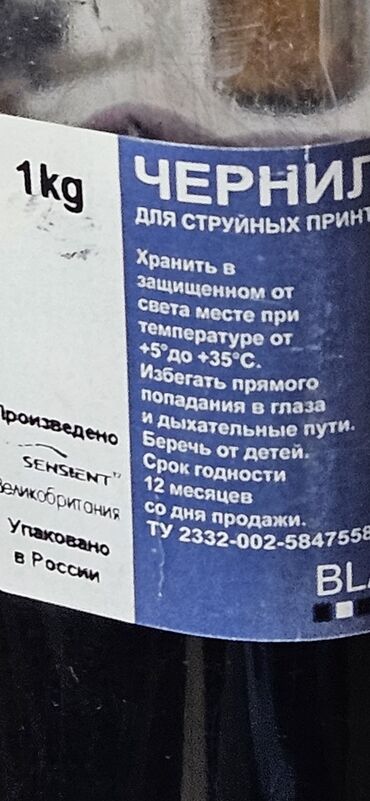 1kg
ЧЕРНИЛ
ДЛЯ СТРУЙНЫХ ПРИНТ
Хранить в
защищенном от
света месте при
температуре от
+5°до +35°С.
Избегать прямого
попадания в глаза
и дыхательные пути.
Беречь от детей.
Срок годности
12 месяцев
со дня продажи.
ТУ 2332-002-5847558
BLA
Произведено
SENSIENT™
Великобритания
Упаковано
в России